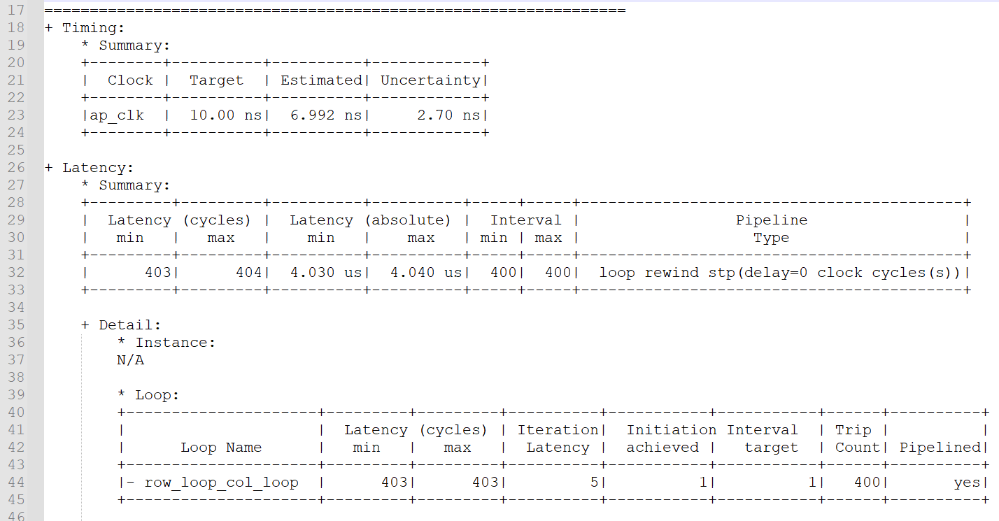 17 ================================================================
18 + Timing:
19     * Summary:
20     +--------+----------+----------+------------+
21     |  Clock |  Target  | Estimated| Uncertainty|
22     +--------+----------+----------+------------+
23     |ap_clk  |  10.00 ns|  6.992 ns|     2.70 ns|
24     +--------+----------+----------+------------+
25
26 + Latency:
27     * Summary:
28     +---------+---------+----------+----------+-----+-----+------------------------------------------+
29     |  Latency (cycles) |  Latency (absolute) |  Interval |                 Pipeline                 |
30     |   min   |   max   |    min   |    max   | min | max |                   Type                   |
31     +---------+---------+----------+----------+-----+-----+------------------------------------------+
32     |      403|      404|  4.030 us|  4.040 us|  400|  400|  loop rewind stp(delay=0 clock cycles(s))|
33     +---------+---------+----------+----------+-----+-----+------------------------------------------+
34
35     + Detail:
36         * Instance:
37         N/A
38
39         * Loop:
40         +---------------------+---------+---------+----------+-----------+-----------+------+----------+
41         |                     |  Latency (cycles) | Iteration|  Initiation Interval  | Trip |          |
42         |      Loop Name      |   min   |   max   |  Latency |  achieved |   target  | Count| Pipelined|
43         +---------------------+---------+---------+----------+-----------+-----------+------+----------+
44         |- row_loop_col_loop  |      403|      403|         5|          1|          1|   400|       yes|
45         +---------------------+---------+---------+----------+-----------+-----------+------+----------+
46